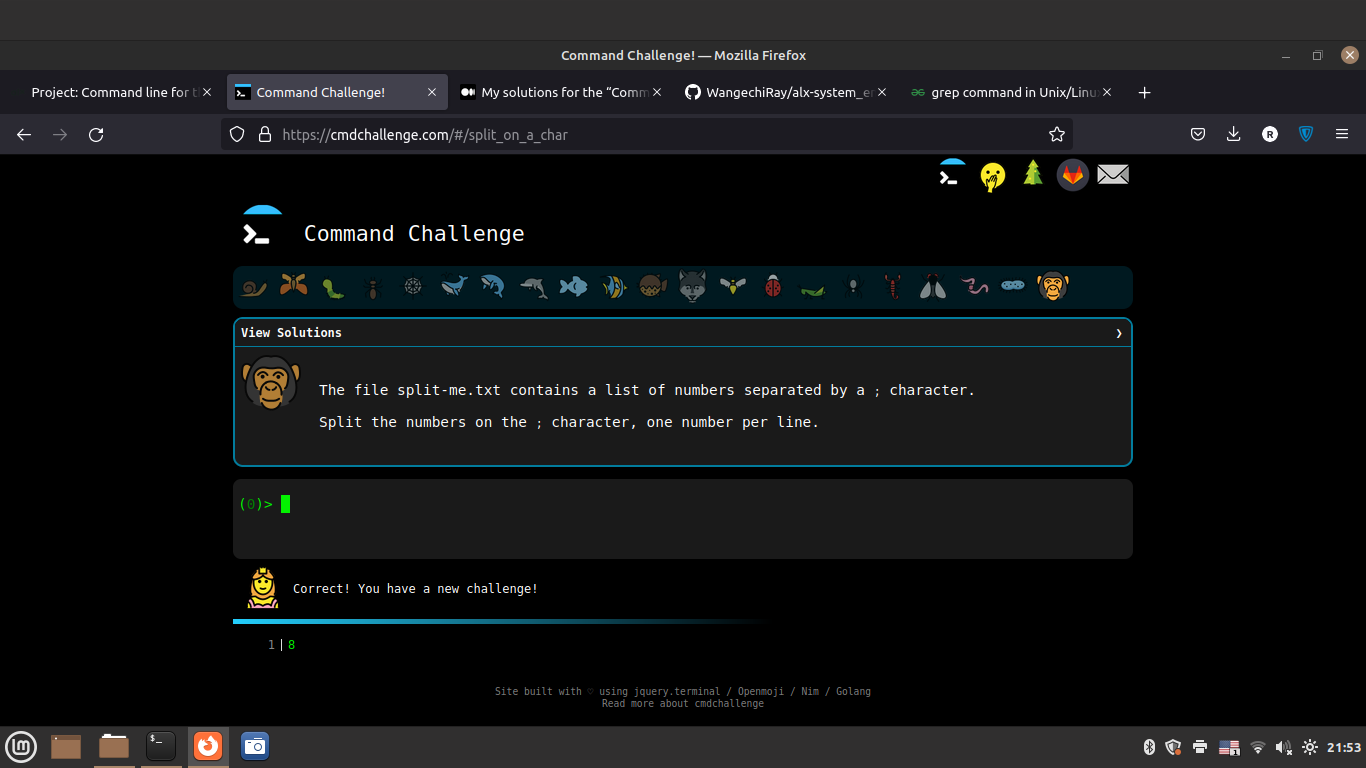 Command Challenge! — Mozilla Firefox
Project: Command line for t
Command Challenge!
My solutions for the “Comm
WangechiRay/alx-system_e
grep command in Unix/Linu
https://cmdchallenge.com/#/split_on_a_char
R
Command Challenge
View Solutions
The file split-me.txt contains a list of numbers separated by a ; character.
Split the numbers on the ; character, one number per line.
(0)>
Correct! You have a new challenge!
1| 8
Site built with ♡ using jquery.terminal / Openmoji / Nim / Golang
Read more about cmdchallenge
21:53